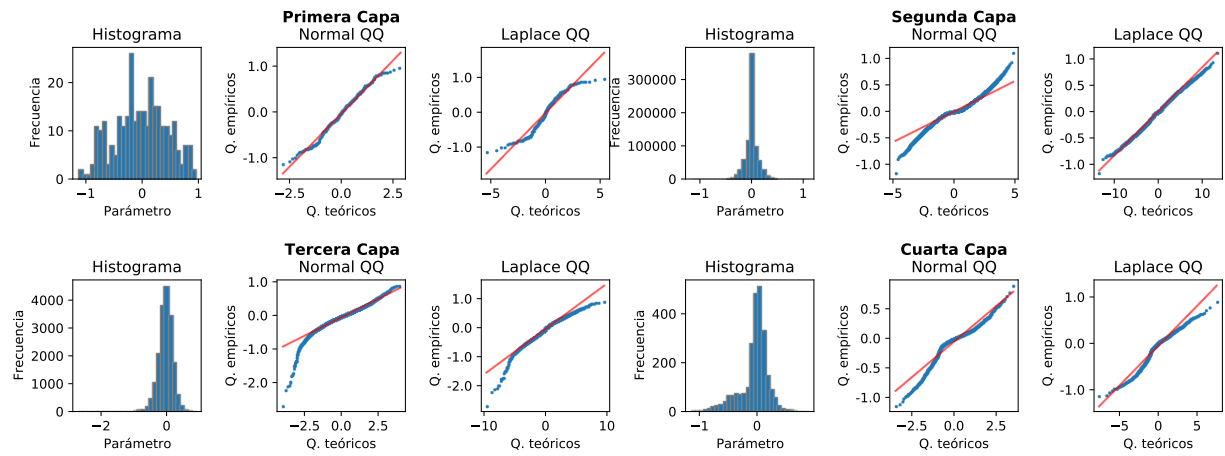 Primera Capa
Histograma
Normal QQ
Laplace QQ
Frecuencia
20
10
0
−1
0
1
Parámetro
Q. empíricos
1.0
0.0
-1.0
−2.5
0.0
2.5
Q. teóricos
1.0
0.0
-1.0
−5
0
5
Q. teóricos
Segunda Capa
Histograma
Normal QQ
Laplace QQ
Frecuencia
300000
200000
100000
0
−1
0
1
Parámetro
Q. empíricos
1.0
0.5
0.0
-0.5
-1.0
−5
0
5
Q. teóricos
1.0
0.5
0.0
-0.5
-1.0
−10
0
10
Q. teóricos
Tercera Capa
Histograma
Normal QQ
Laplace QQ
Frecuencia
4000
3000
2000
1000
0
−2
0
Parámetro
Q. empíricos
1.0
0.0
-1.0
-2.0
−2.5
0.0
2.5
Q. teóricos
1.0
0.0
-1.0
-2.0
−10
0
10
Q. teóricos
Cuarta Capa
Histograma
Normal QQ
Laplace QQ
Frecuencia
400
200
0
−1
0
Parámetro
Q. empíricos
0.5
0.0
-0.5
-1.0
−2.5
0.0
2.5
Q. teóricos
1.0
0.0
-1.0
−5
0
5
Q. teóricos